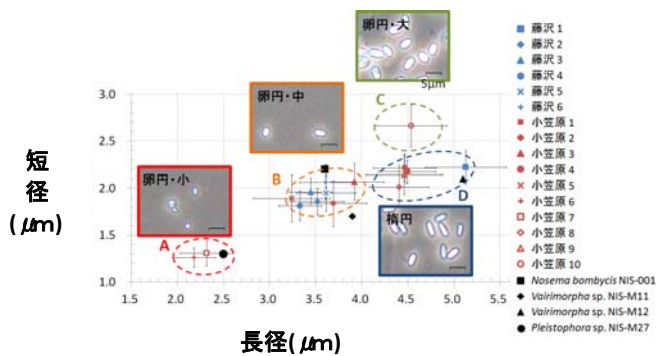 卵円・大
5μm
卵円・中
卵円・小
楕円
A
B
C
D
短径(μm)
3.0
2.5
2.0
1.5
1.0
1.5
2.0
2.5
3.0
3.5
4.0
4.5
5.0
5.5
長径(μm)
藤沢 1
藤沢 2
藤沢 3
藤沢 4
藤沢 5
藤沢 6
小笠原 1
小笠原 2
小笠原 3
小笠原 4
小笠原 5
小笠原 6
小笠原 7
小笠原 8
小笠原 9
小笠原 10
Nosema bombycis NIS-001
Vairimorpha sp. NIS-M11
Vairimorpha sp. NIS-M12
Pleistophora sp. NIS-M27